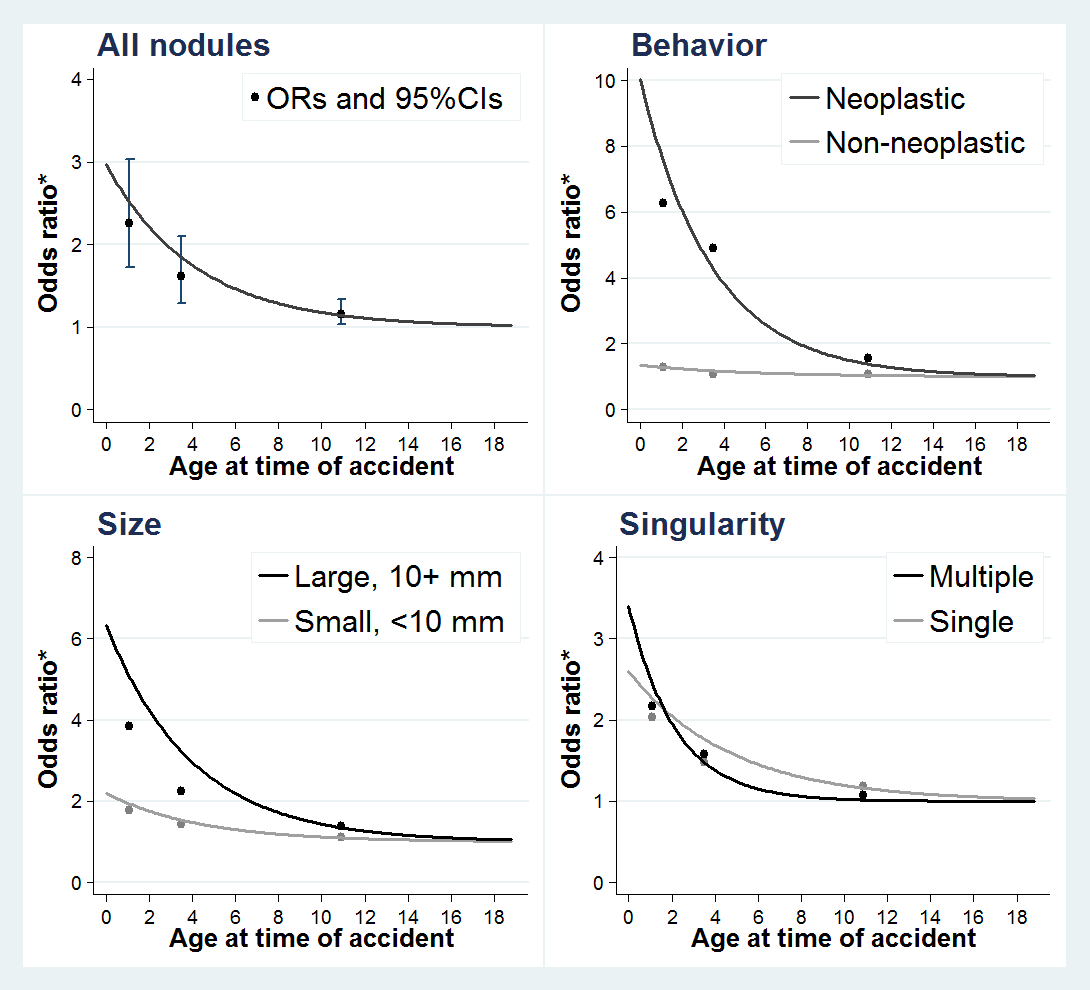 All nodules
ORs and 95%CIs
Odds ratio*
4
3
2
1
0
0 2 4 6 8 10 12 14 16 18
Age at time of accident
Behavior
Neoplastic
Non-neoplastic
Odds ratio*
10
8
6
4
2
0
0 2 4 6 8 10 12 14 16 18
Age at time of accident
Size
Large, 10+ mm
Small, <10 mm
Odds ratio*
8
6
4
2
0
0 2 4 6 8 10 12 14 16 18
Age at time of accident
Singularity
Multiple
Single
Odds ratio*
4
3
2
1
0
0 2 4 6 8 10 12 14 16 18
Age at time of accident